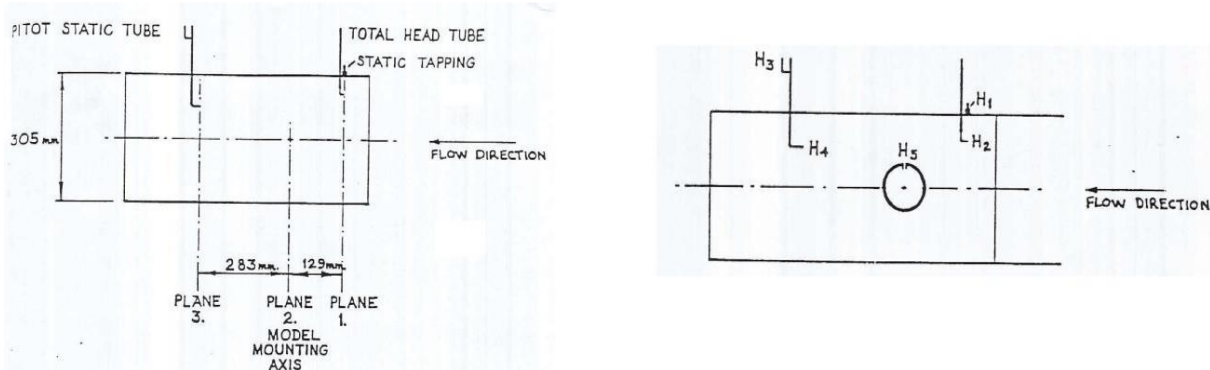 PITOT STATIC TUBE
TOTAL HEAD TUBE
STATIC TAPPING
305 mm
FLOW DIRECTION
283 mm.
129 mm.
PLANE
3.
PLANE
2.
MODEL
MOUNTING
AXIS
PLANE
1.
H3
H1
H2
H4
H5
FLOW DIRECTION